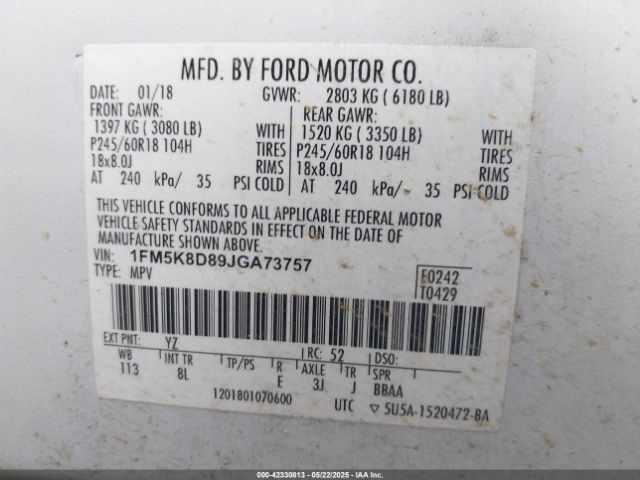 MFD. BY FORD MOTOR CO.
DATE: 01/18 GVWR: 2803 KG ( 6180 LB)
FRONT GAWR: REAR GAWR:
1397 KG ( 3080 LB) WITH 1520 KG ( 3350 LB) WITH
P245/60R18 104H TIRES P245/60R18 104H TIRES
18x8.0J RIMS 18x8.0J RIMS
AT 240 kPa/ 35 PSI COLD AT 240 kPa/ 35 PSI COLD
THIS VEHICLE CONFORMS TO ALL APPLICABLE FEDERAL MOTOR
VEHICLE SAFETY STANDARDS IN EFFECT ON THE DATE OF
MANUFACTURE SHOWN ABOVE.
VIN: 1FM5K8D89JGA73757
TYPE: MPV
F0242
T0429
EXT PNT: YZ RC: 52 DSO:
WB INT TR TP/PS R AXLE TR SPR
113 8L E 3J J BBAA
1201801070600 UTC ▽ 5U5A-1520472-BA
000-42330813 - 05/22/2025 - IAA Inc.